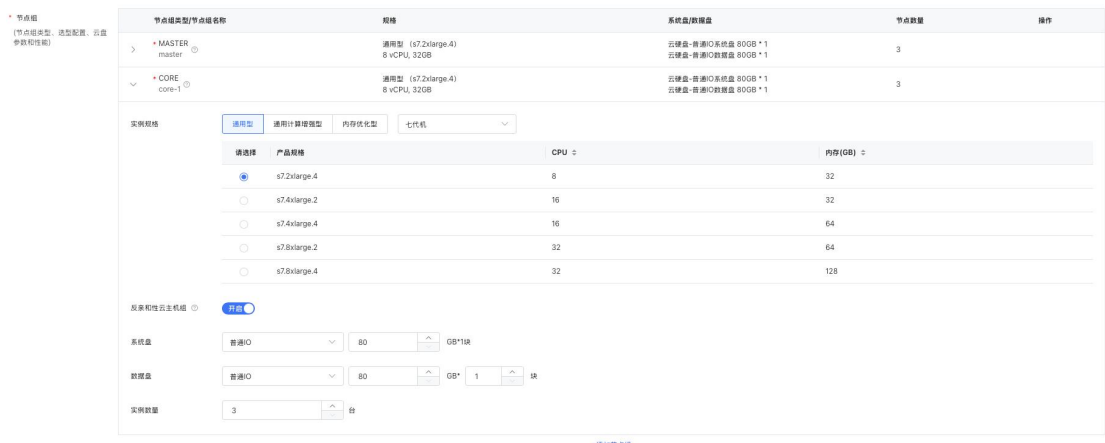 * 节点组
(节点组类型、选型配置、云盘参数和性能)
节点组类型/节点组名称 规格 系统盘/数据盘 节点数量 操作
* MASTER 通用型 (s7.2xlarge.4) 云硬盘-普通IO系统盘 80GB * 1 3
master 8 vCPU, 32GB 云硬盘-普通IO数据盘 80GB * 1
* CORE 通用型 (s7.2xlarge.4) 云硬盘-普通IO系统盘 80GB * 1 3
core-1 8 vCPU, 32GB 云硬盘-普通IO数据盘 80GB * 1
实例规格 通用型 通用计算增强型 内存优化型 七代机
请选择 产品规格 CPU 内存(GB)
s7.2xlarge.4 8 32
s7.4xlarge.2 16 32
s7.4xlarge.4 16 64
s7.8xlarge.2 32 64
s7.8xlarge.4 32 128
反亲和性云主机组 开启
系统盘 普通IO 80 GB*1块
数据盘 普通IO 80 GB* 1 块
实例数量 3 台